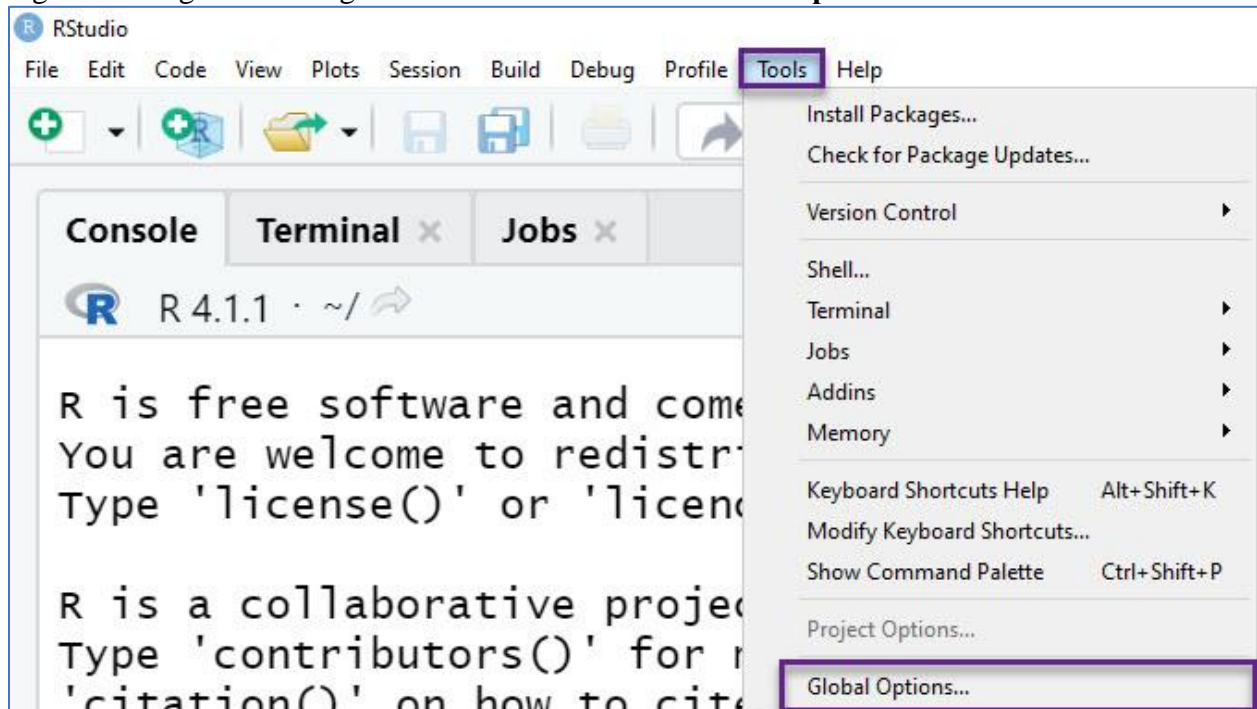 RStudio
File Edit Code View Plots Session Build Debug Profile Tools Help
Install Packages...
Check for Package Updates...
Version Control
Shell...
Terminal
Jobs
Addins
Memory
Keyboard Shortcuts Help Alt+Shift+K
Modify Keyboard Shortcuts...
Show Command Palette Ctrl+Shift+P
Project Options...
Global Options...
Console Terminal Jobs
R R 4.1.1 · ~/
R is free software and come
You are welcome to redistr
Type 'license()' or 'licenc
R is a collaborative projec
Type 'contributors()' for
'citation()' on how to cite